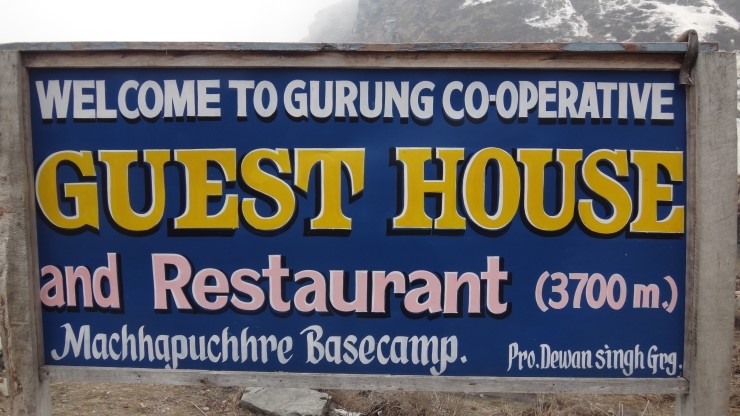 WELCOME TO GURUNG CO-OPERATIVE
GUEST HOUSE
and Restaurant (3700 m.)
Machhapuchhre Basecamp. Pro.Dewan singh Grg.